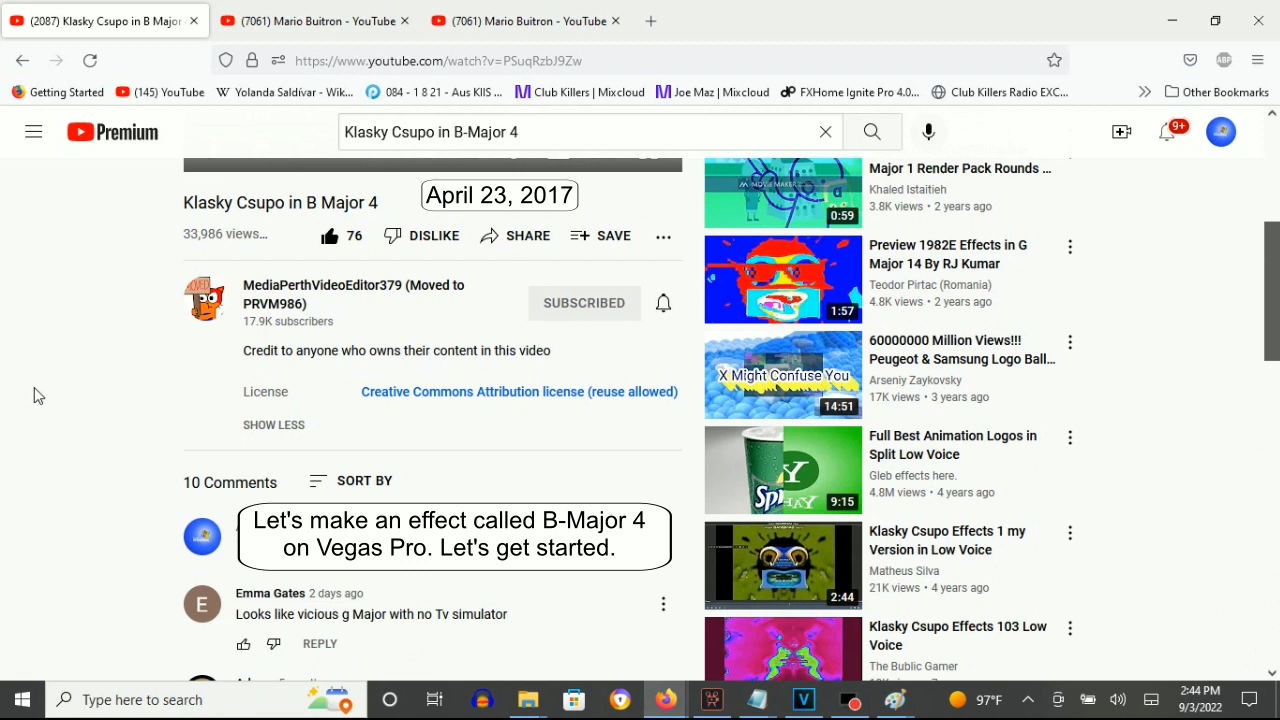 (2087) Klasky Csupo in B Major
(7061) Mario Buitron - YouTube
(7061) Mario Buitron - YouTube
https://www.youtube.com/watch?v=PSuqRzbJ9Zw
ABP
Getting Started
(145) YouTube
Yolanda Saldívar - Wik...
084 - 1 8 21 - Aus KIIS ...
Club Killers | Mixcloud
Joe Maz | Mixcloud
FXHome Ignite Pro 4.0...
Club Killers Radio EXC...
Other Bookmarks
Premium
Klasky Csupo in B-Major 4
9+
Klasky Csupo in B Major 4
April 23, 2017
33,986 views...
76
DISLIKE
SHARE
SAVE
MediaPerthVideoEditor379 (Moved to
PRVM986)
17.9K subscribers
SUBSCRIBED
Credit to anyone who owns their content in this video
License
Creative Commons Attribution license (reuse allowed)
SHOW LESS
10 Comments
SORT BY
Let's make an effect called B-Major 4
on Vegas Pro. Let's get started.
E
Emma Gates 2 days ago
Looks like vicious g Major with no Tv simulator
REPLY
MOVIE MAKER
0:59
Major 1 Render Pack Rounds ...
Khaled Istaitieh
3.8K views • 2 years ago
1:57
Preview 1982E Effects in G
Major 14 By RJ Kumar
Teodor Pirtac (Romania)
4.8K views • 2 years ago
X Might Confuse You
14:51
60000000 Million Views!!!
Peugeot & Samsung Logo Ball...
Arseniy Zaykovsky
17K views • 3 years ago
9:15
Full Best Animation Logos in
Split Low Voice
Gleb effects here.
4.8M views • 4 years ago
2:44
Klasky Csupo Effects 1 my
Version in Low Voice
Matheus Silva
21K views • 4 years ago
Klasky Csupo Effects 103 Low
Voice
The Bublic Gamer
Type here to search
97°F
2:44 PM
9/3/2022